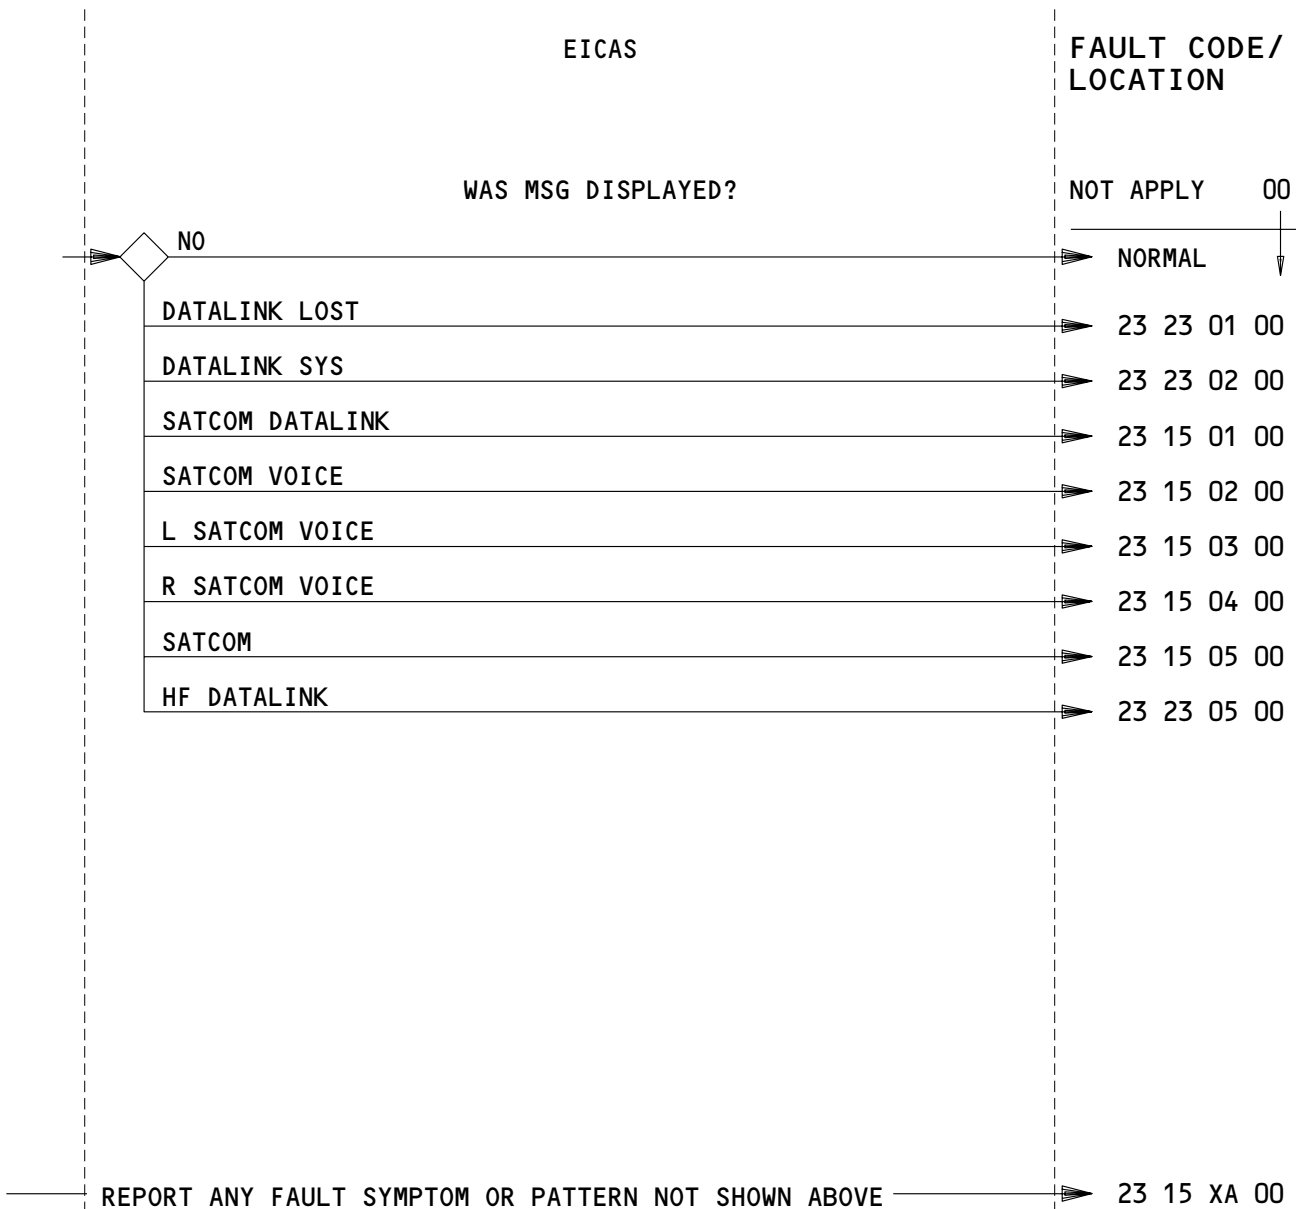 EICAS
FAULT CODE/
LOCATION
WAS MSG DISPLAYED?
NOT APPLY 00
NO
NORMAL
DATALINK LOST
23 23 01 00
DATALINK SYS
23 23 02 00
SATCOM DATALINK
23 15 01 00
SATCOM VOICE
23 15 02 00
L SATCOM VOICE
23 15 03 00
R SATCOM VOICE
23 15 04 00
SATCOM
23 15 05 00
HF DATALINK
23 23 05 00
REPORT ANY FAULT SYMPTOM OR PATTERN NOT SHOWN ABOVE
23 15 XA 00